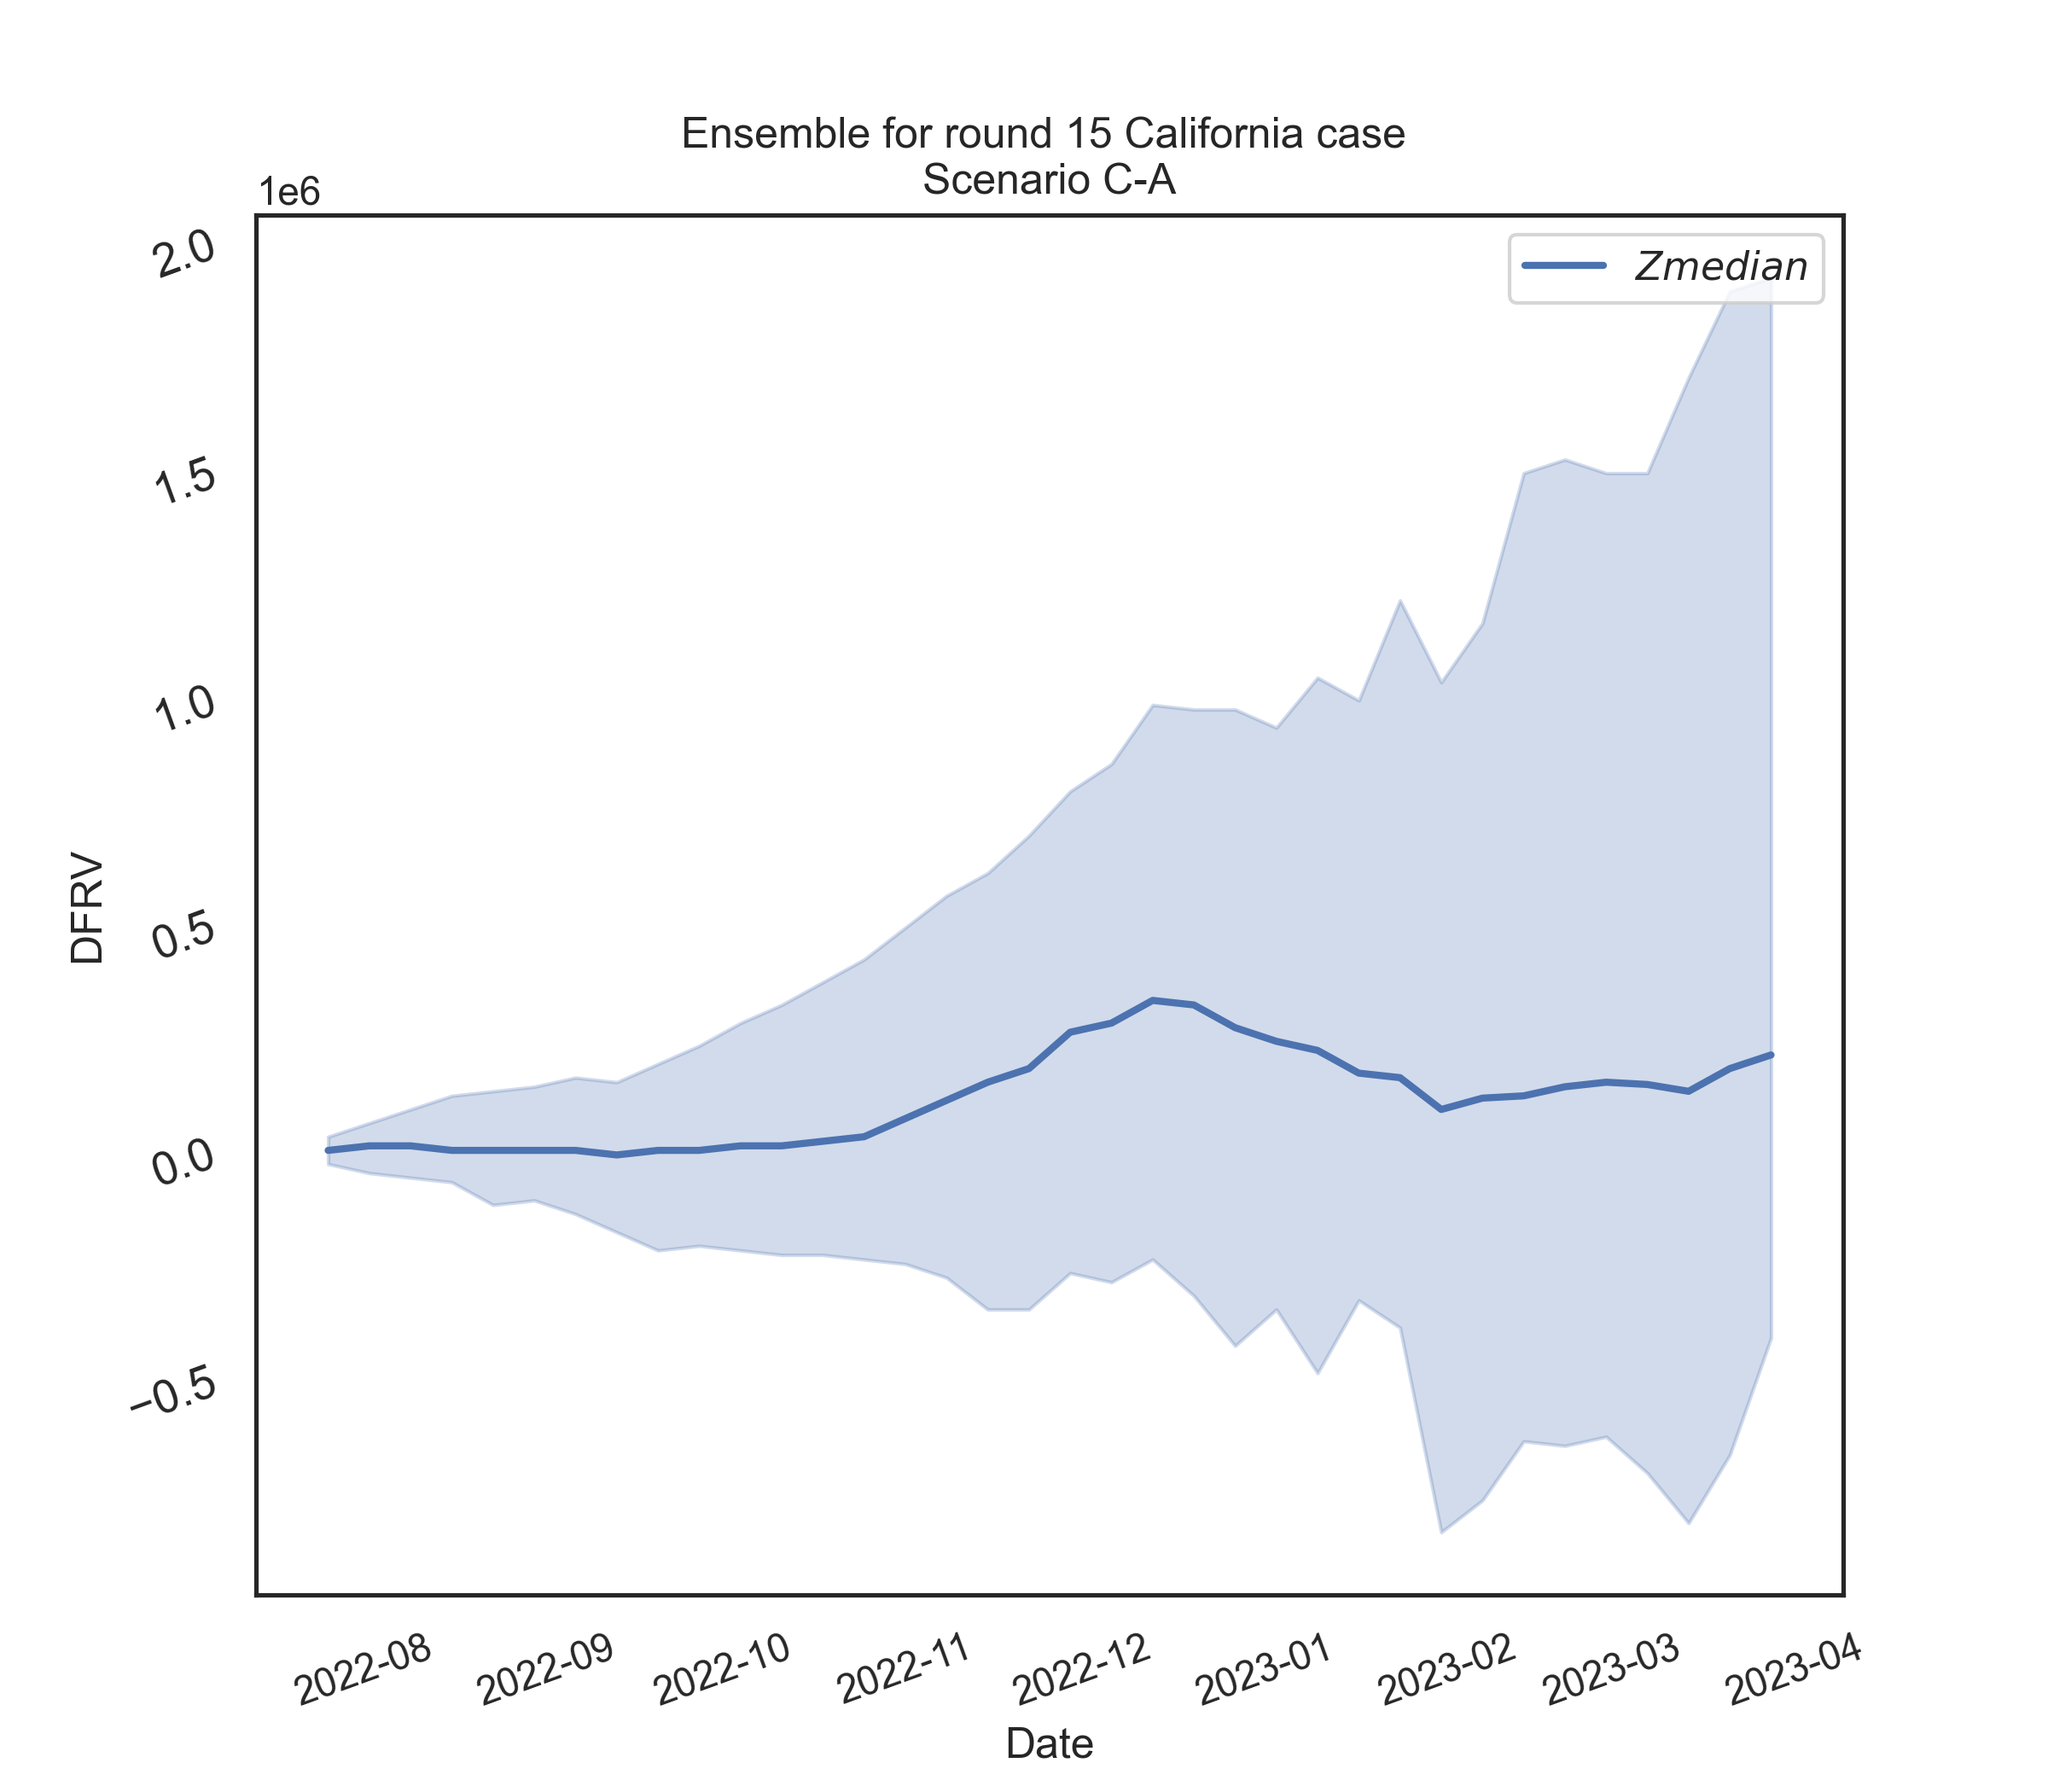 Ensemble for round 15 California case
Scenario C-A
1e6
2.0
1.5
1.0
0.5
0.0
−0.5
DFRV
Zmedian
2022-08
2022-09
2022-10
2022-11
2022-12
2023-01
2023-02
2023-03
2023-04
Date